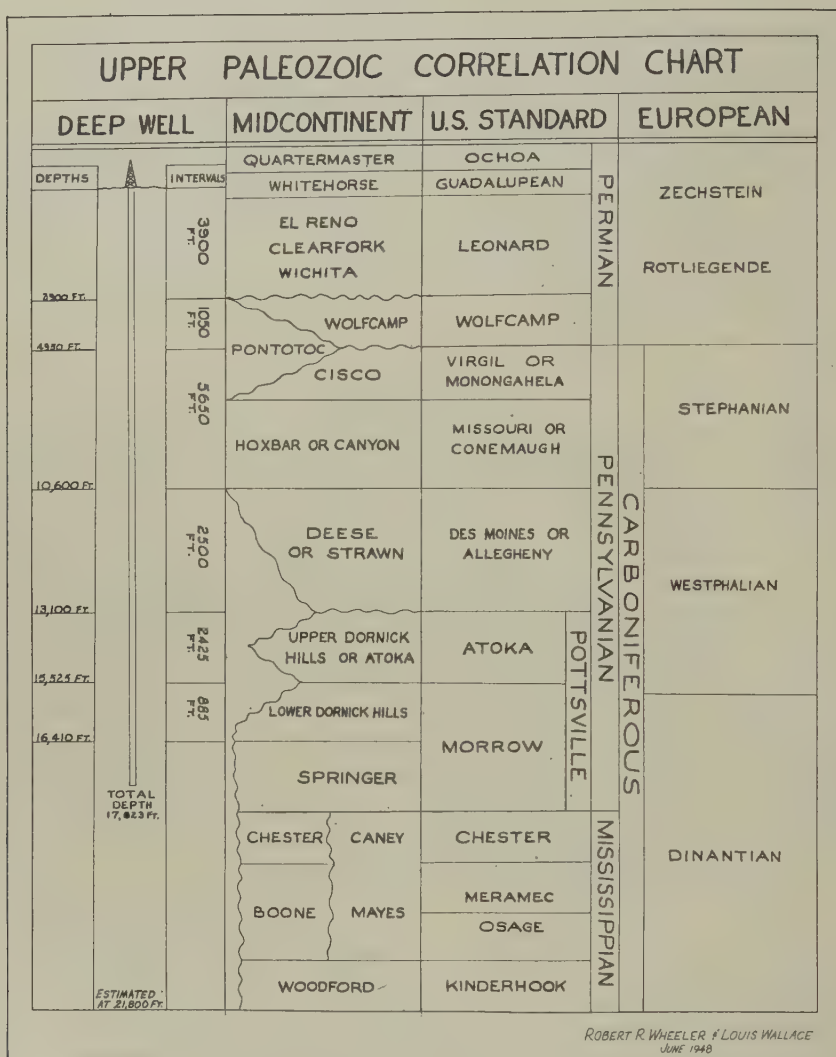 UPPER PALEOZOIC CORRELATION CHART
DEEP WELL
MIDCONTINENT
U.S. STANDARD
EUROPEAN
DEPTHS
INTERVALS
3900 FT.
4950 FT.
10,600 FT.
13,100 FT.
15,525 FT.
16,410 FT.
TOTAL
DEPTH
17,823 FT.
ESTIMATED
AT 21,800 FT.
3900
FT.
1050
FT.
5650
FT.
2500
FT.
2425
FT.
885
FT.
QUARTERMASTER
WHITEHORSE
EL RENO
CLEARFORK
WICHITA
WOLFCAMP
PONTOTOC
CISCO
HOXBAR OR CANYON
DEESE
OR STRAWN
UPPER DORNICK
HILLS OR ATOKA
LOWER DORNICK HILLS
SPRINGER
CHESTER
CANEY
BOONE
MAYES
WOODFORD
OCHOA
GUADALUPEAN
LEONARD
WOLFCAMP
VIRGIL OR
MONONGAHELA
MISSOURI OR
CONEMAUGH
DES MOINES OR
ALLEGHENY
ATOKA
MORROW
CHESTER
MERAMEC
OSAGE
KINDERHOOK
POTTSVILLE
PERMIAN
PENNSYLVANIAN
MISSISSIPPIAN
CARBONIFEROUS
ZECHSTEIN
ROTLIEGENDE
STEPHANIAN
WESTPHALIAN
DINANTIAN
ROBERT R. WHEELER & LOUIS WALLACE
JUNE 1948